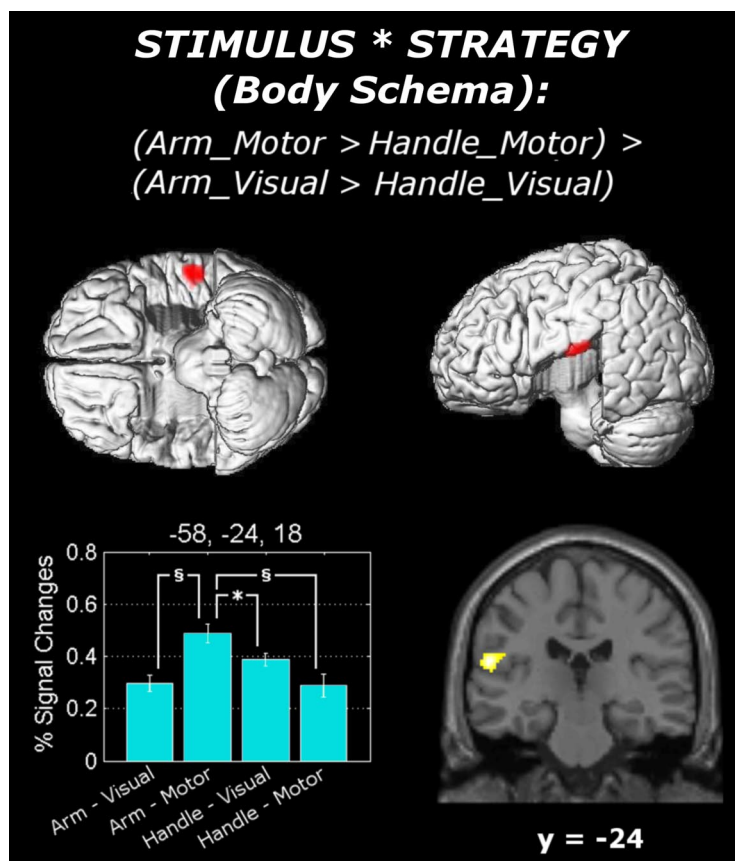 STIMULUS * STRATEGY
(Body Schema):
(Arm_Motor > Handle_Motor) >
(Arm_Visual > Handle_Visual)
-58, -24, 18
% Signal Changes
0.8
0.6
0.4
0.2
0
§
*
§
Arm - Visual
Arm - Motor
Handle - Visual
Handle - Motor
y = -24